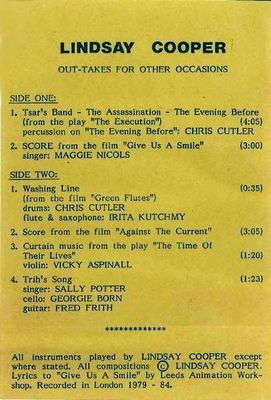 LINDSAY COOPER
OUT-TAKES FOR OTHER OCCASIONS
SIDE ONE:
1. Tsar's Band - The Assassination - The Evening Before
(from the play "The Execution") (4:05)
percussion on "The Evening Before": CHRIS CUTLER
2. SCORE from the film "Give Us A Smile" (3:00)
singer: MAGGIE NICOLS
SIDE TWO:
1. Washing Line (0:35)
(from the film "Green Flutes")
drums: CHRIS CUTLER
flute & saxophone: IRITA KUTCHMY
2. Score from the film "Against The Current" (3:05)
3. Curtain music from the play "The Time Of
Their Lives" (1:20)
violin: VICKY ASPINALL
4. Trih's Song (1:23)
singer: SALLY POTTER
cello: GEORGIE BORN
guitar: FRED FRITH
*************
All instruments played by LINDSAY COOPER except
where stated. All compositions © LINDSAY COOPER.
Lyrics to "Give Us A Smile" by Leeds Animation Work-
shop. Recorded in London 1979 - 84.